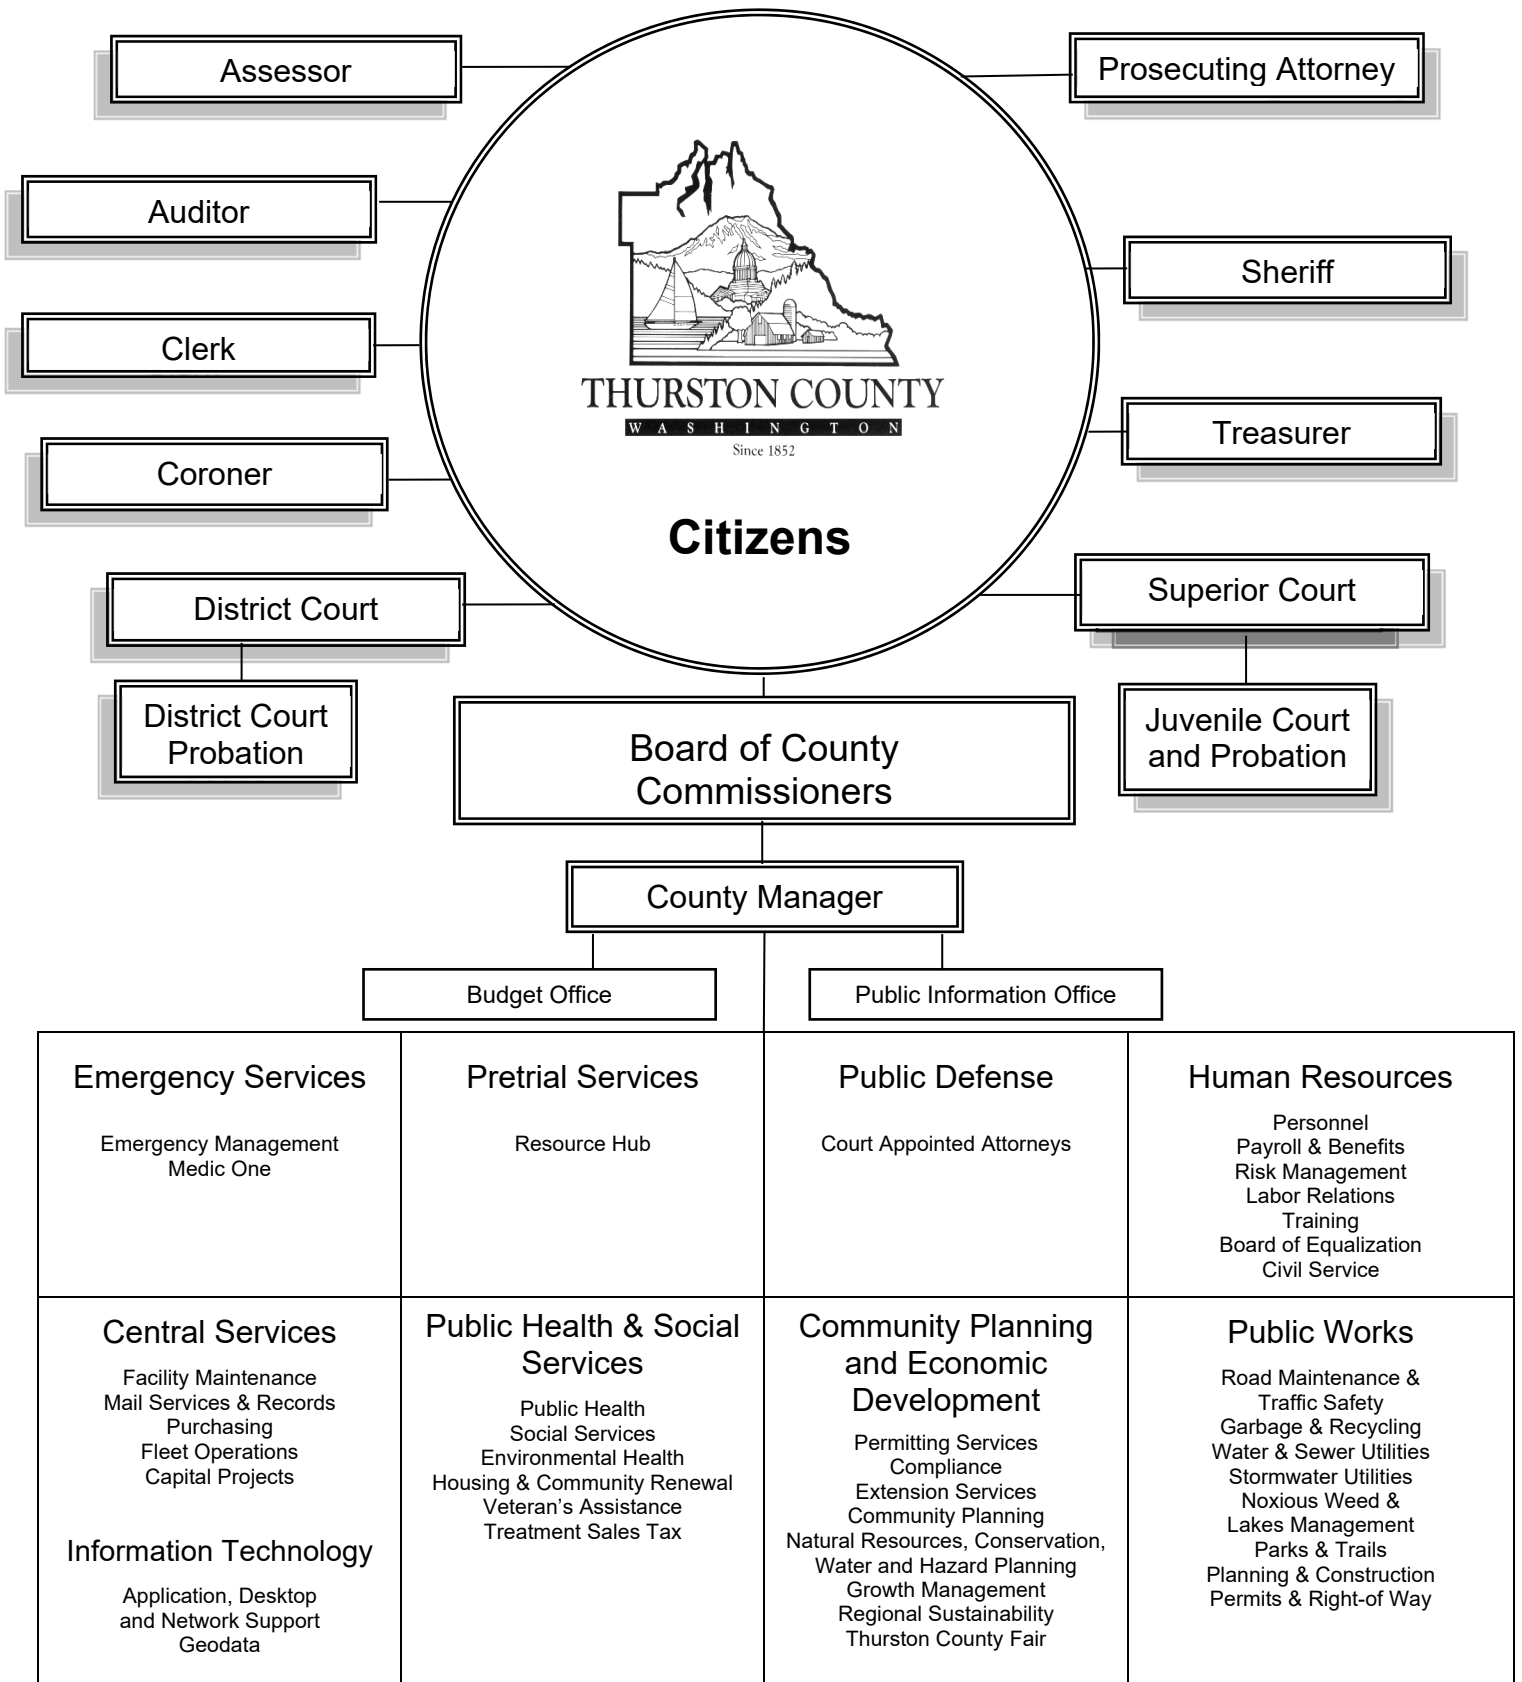 Assessor
Prosecuting Attorney
Auditor
Sheriff
Clerk
Treasurer
Coroner
THURSTON COUNTY
WASHINGTON
Since 1852
Citizens
District Court
Superior Court
District Court
Probation
Juvenile Court
and Probation
Board of County
Commissioners
County Manager
Budget Office
Public Information Office
Emergency Services
Emergency Management
Medic One
Pretrial Services
Resource Hub
Public Defense
Court Appointed Attorneys
Human Resources
Personnel
Payroll & Benefits
Risk Management
Labor Relations
Training
Board of Equalization
Civil Service
Central Services
Facility Maintenance
Mail Services & Records
Purchasing
Fleet Operations
Capital Projects
Information Technology
Application, Desktop
and Network Support
Geodata
Public Health & Social
Services
Public Health
Social Services
Environmental Health
Housing & Community Renewal
Veteran’s Assistance
Treatment Sales Tax
Community Planning
and Economic
Development
Permitting Services
Compliance
Extension Services
Community Planning
Natural Resources, Conservation,
Water and Hazard Planning
Growth Management
Regional Sustainability
Thurston County Fair
Public Works
Road Maintenance &
Traffic Safety
Garbage & Recycling
Water & Sewer Utilities
Stormwater Utilities
Noxious Weed &
Lakes Management
Parks & Trails
Planning & Construction
Permits & Right-of Way